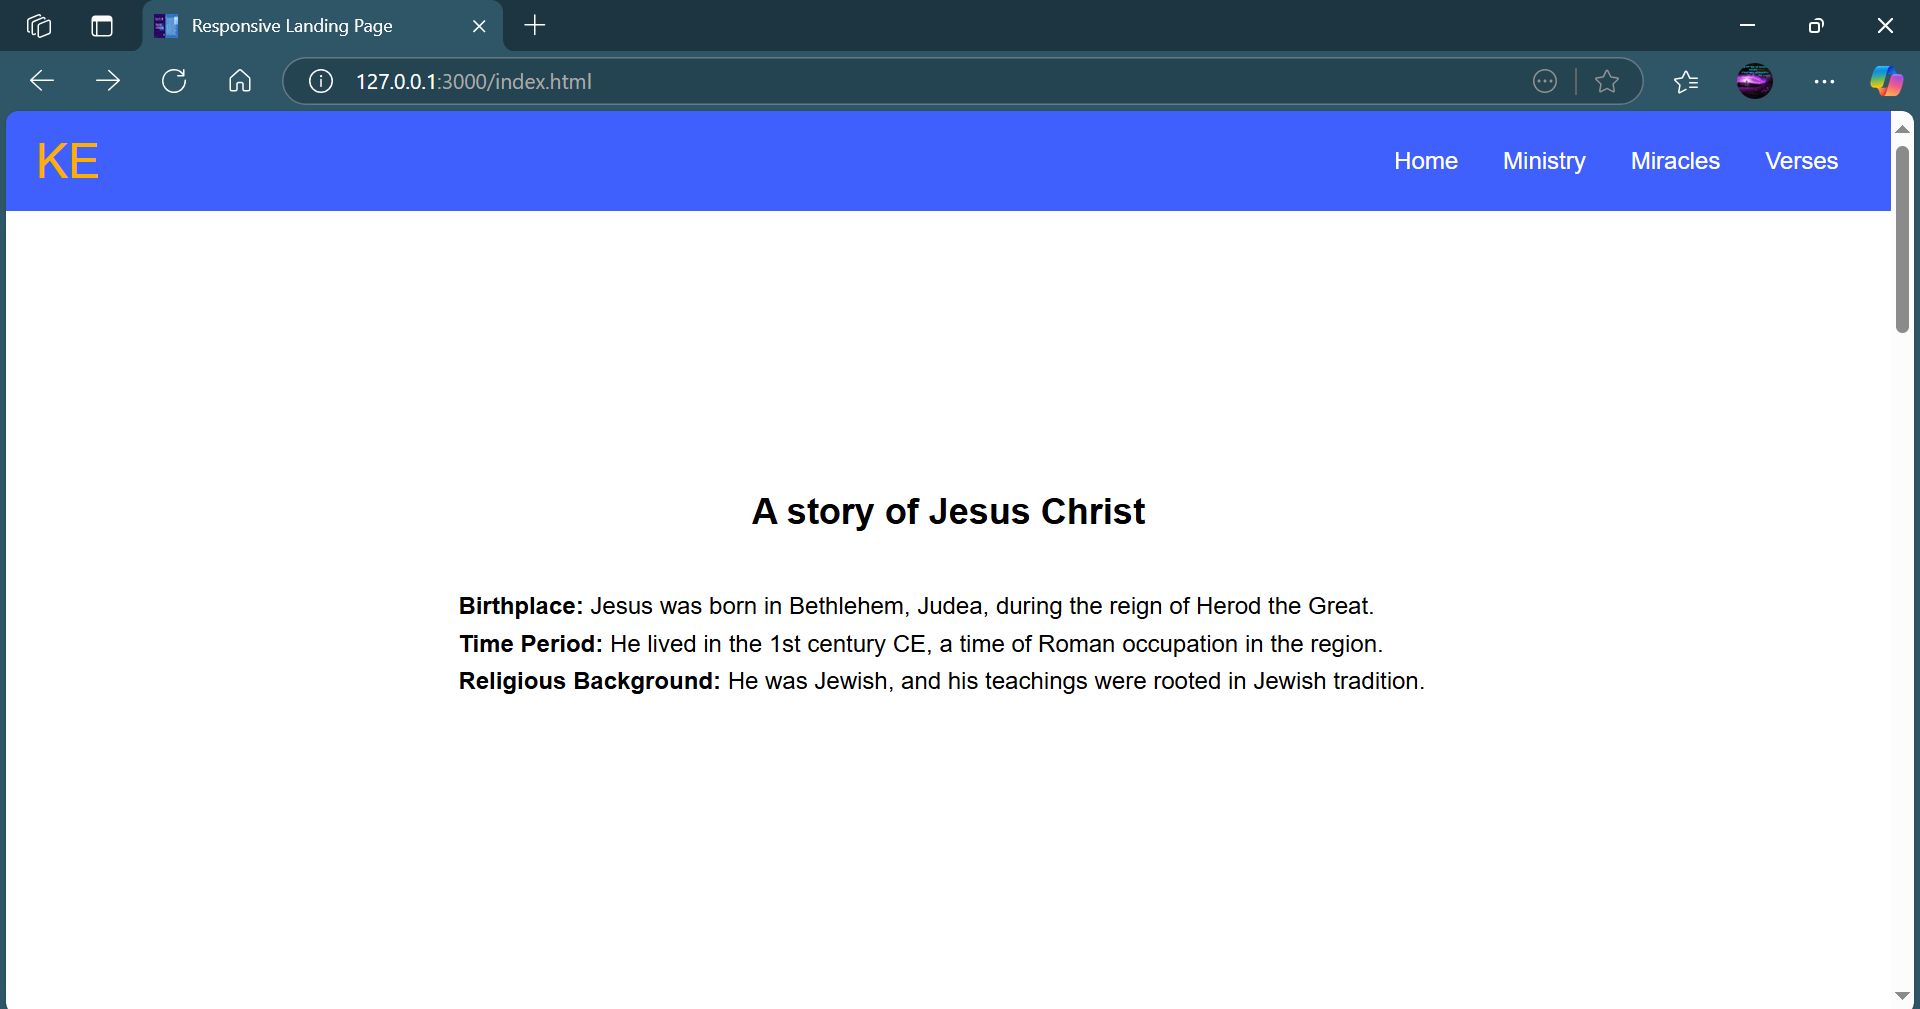 Responsive Landing Page
127.0.0.1:3000/index.html
KE
Home Ministry Miracles Verses
A story of Jesus Christ
Birthplace: Jesus was born in Bethlehem, Judea, during the reign of Herod the Great.
Time Period: He lived in the 1st century CE, a time of Roman occupation in the region.
Religious Background: He was Jewish, and his teachings were rooted in Jewish tradition.